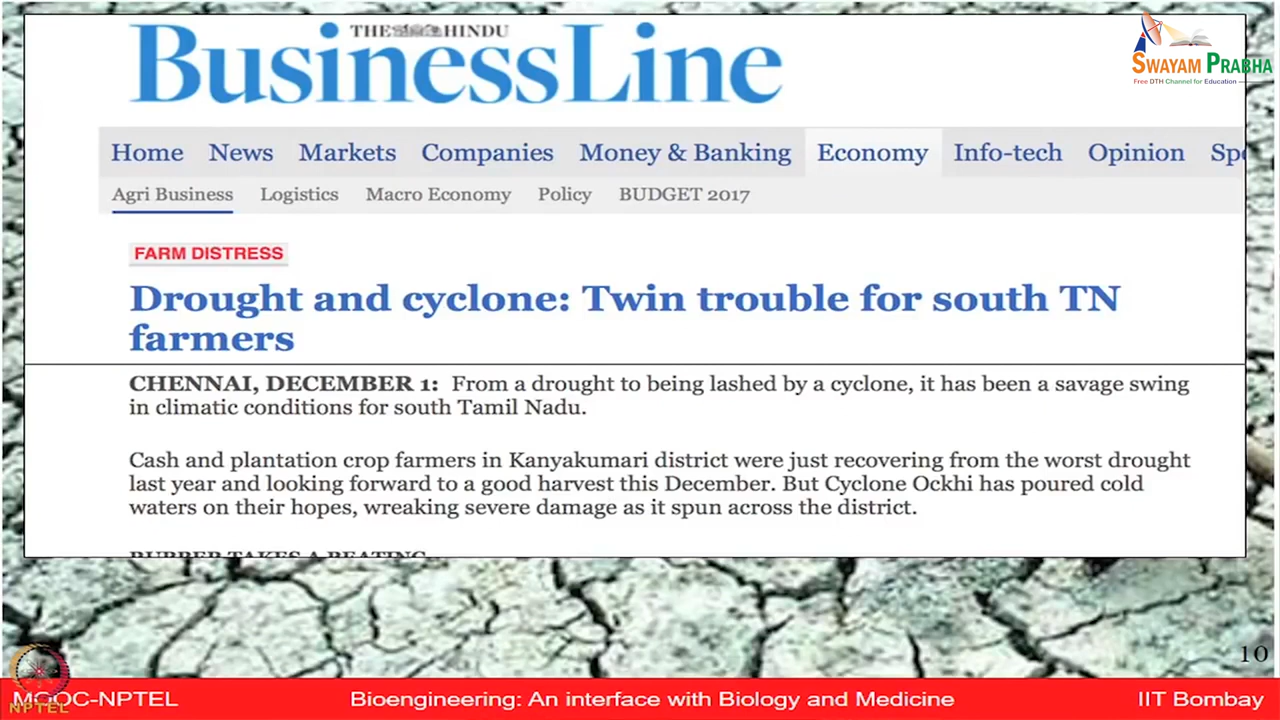 THE HINDU
BusinessLine
SWAYAM PRABHA
Free DTH Channel for Education
Home News Markets Companies Money & Banking Economy Info-tech Opinion Spo
Agri Business Logistics Macro Economy Policy BUDGET 2017
FARM DISTRESS
Drought and cyclone: Twin trouble for south TN
farmers
CHENNAI, DECEMBER 1: From a drought to being lashed by a cyclone, it has been a savage swing
in climatic conditions for south Tamil Nadu.
Cash and plantation crop farmers in Kanyakumari district were just recovering from the worst drought
last year and looking forward to a good harvest this December. But Cyclone Ockhi has poured cold
waters on their hopes, wreaking severe damage as it spun across the district.
RUBBER TAKES A BEATING
10
MOOC-NPTEL Bioengineering: An interface with Biology and Medicine IIT Bombay
NPTEL